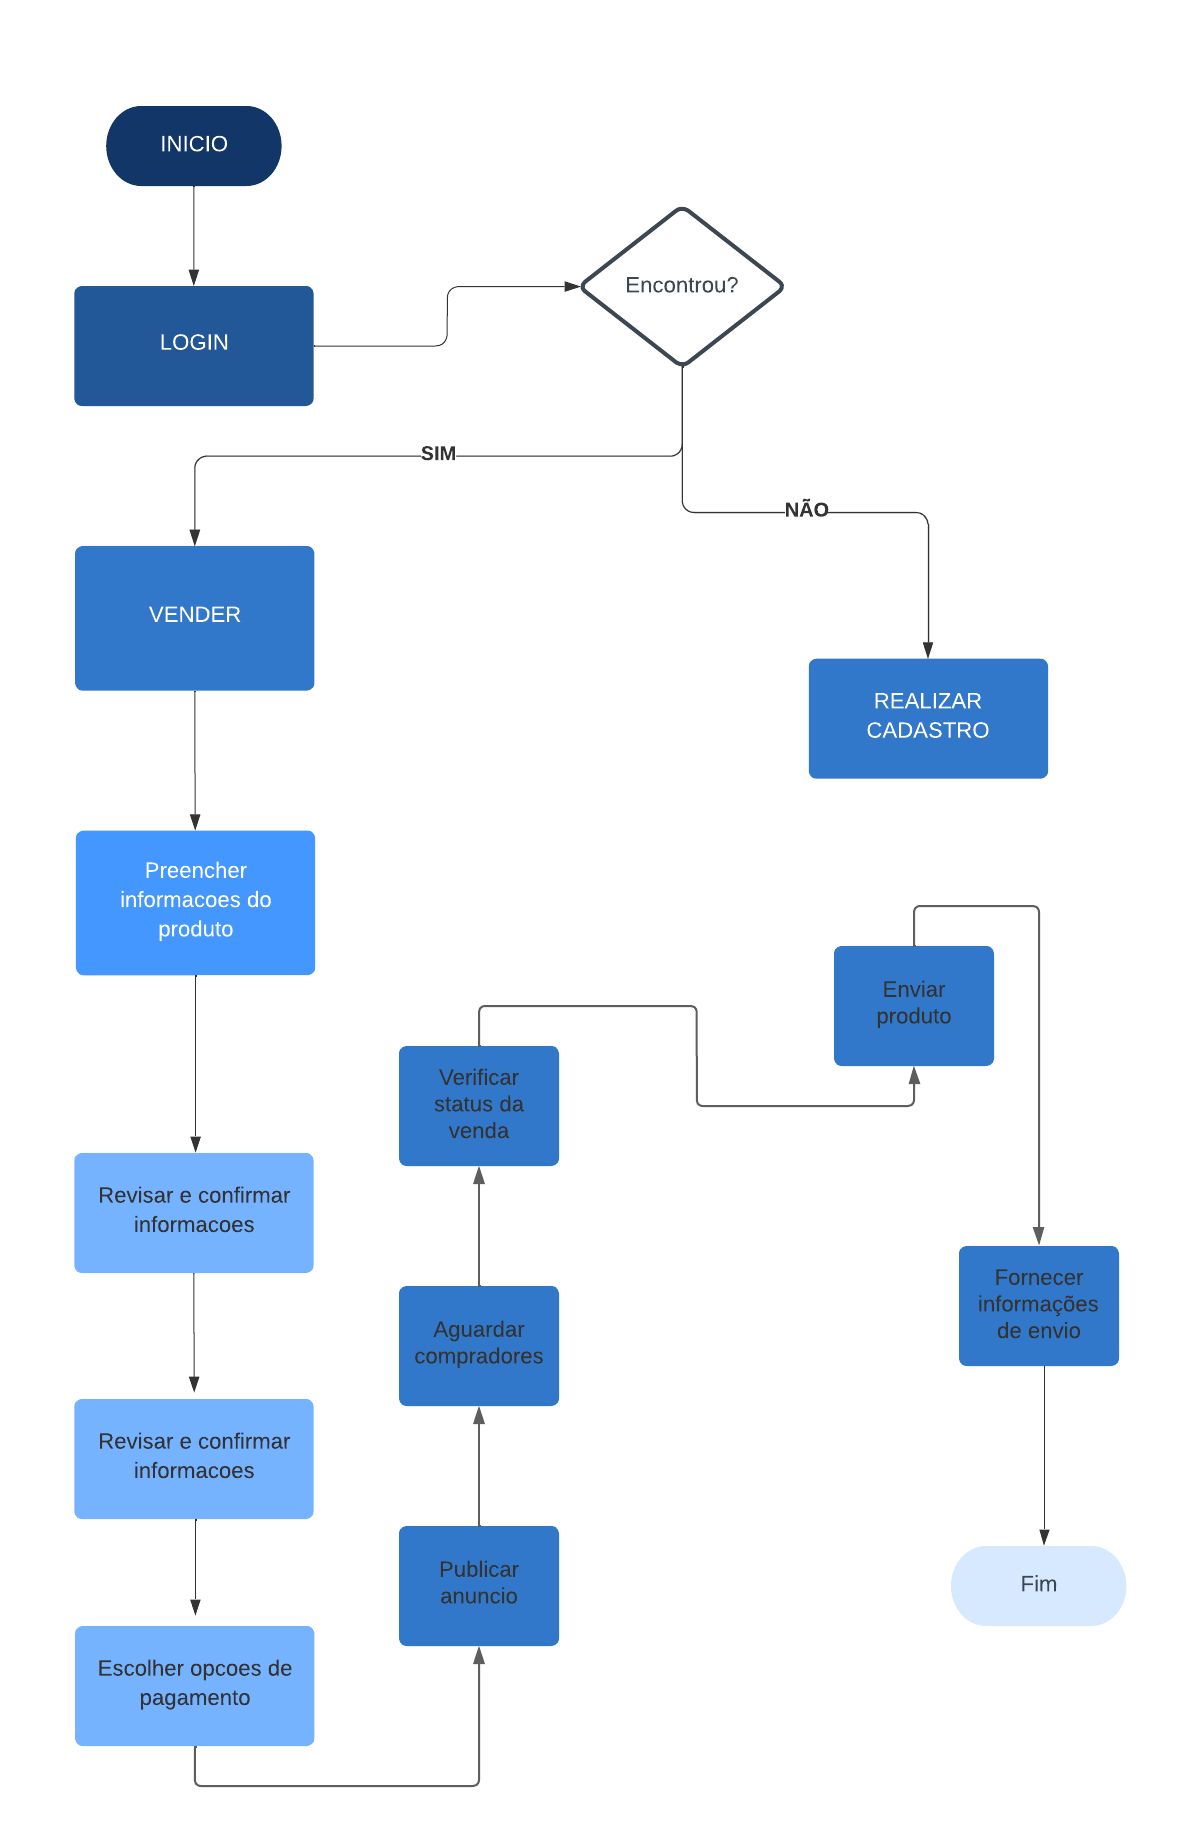 INICIO
LOGIN
Encontrou?
SIM
NÃO
VENDER
REALIZAR
CADASTRO
Preencher
informacoes do
produto
Revisar e confirmar
informacoes
Revisar e confirmar
informacoes
Escolher opcoes de
pagamento
Publicar
anuncio
Aguardar
compradores
Verificar
status da
venda
Enviar
produto
Fornecer
informações
de envio
Fim